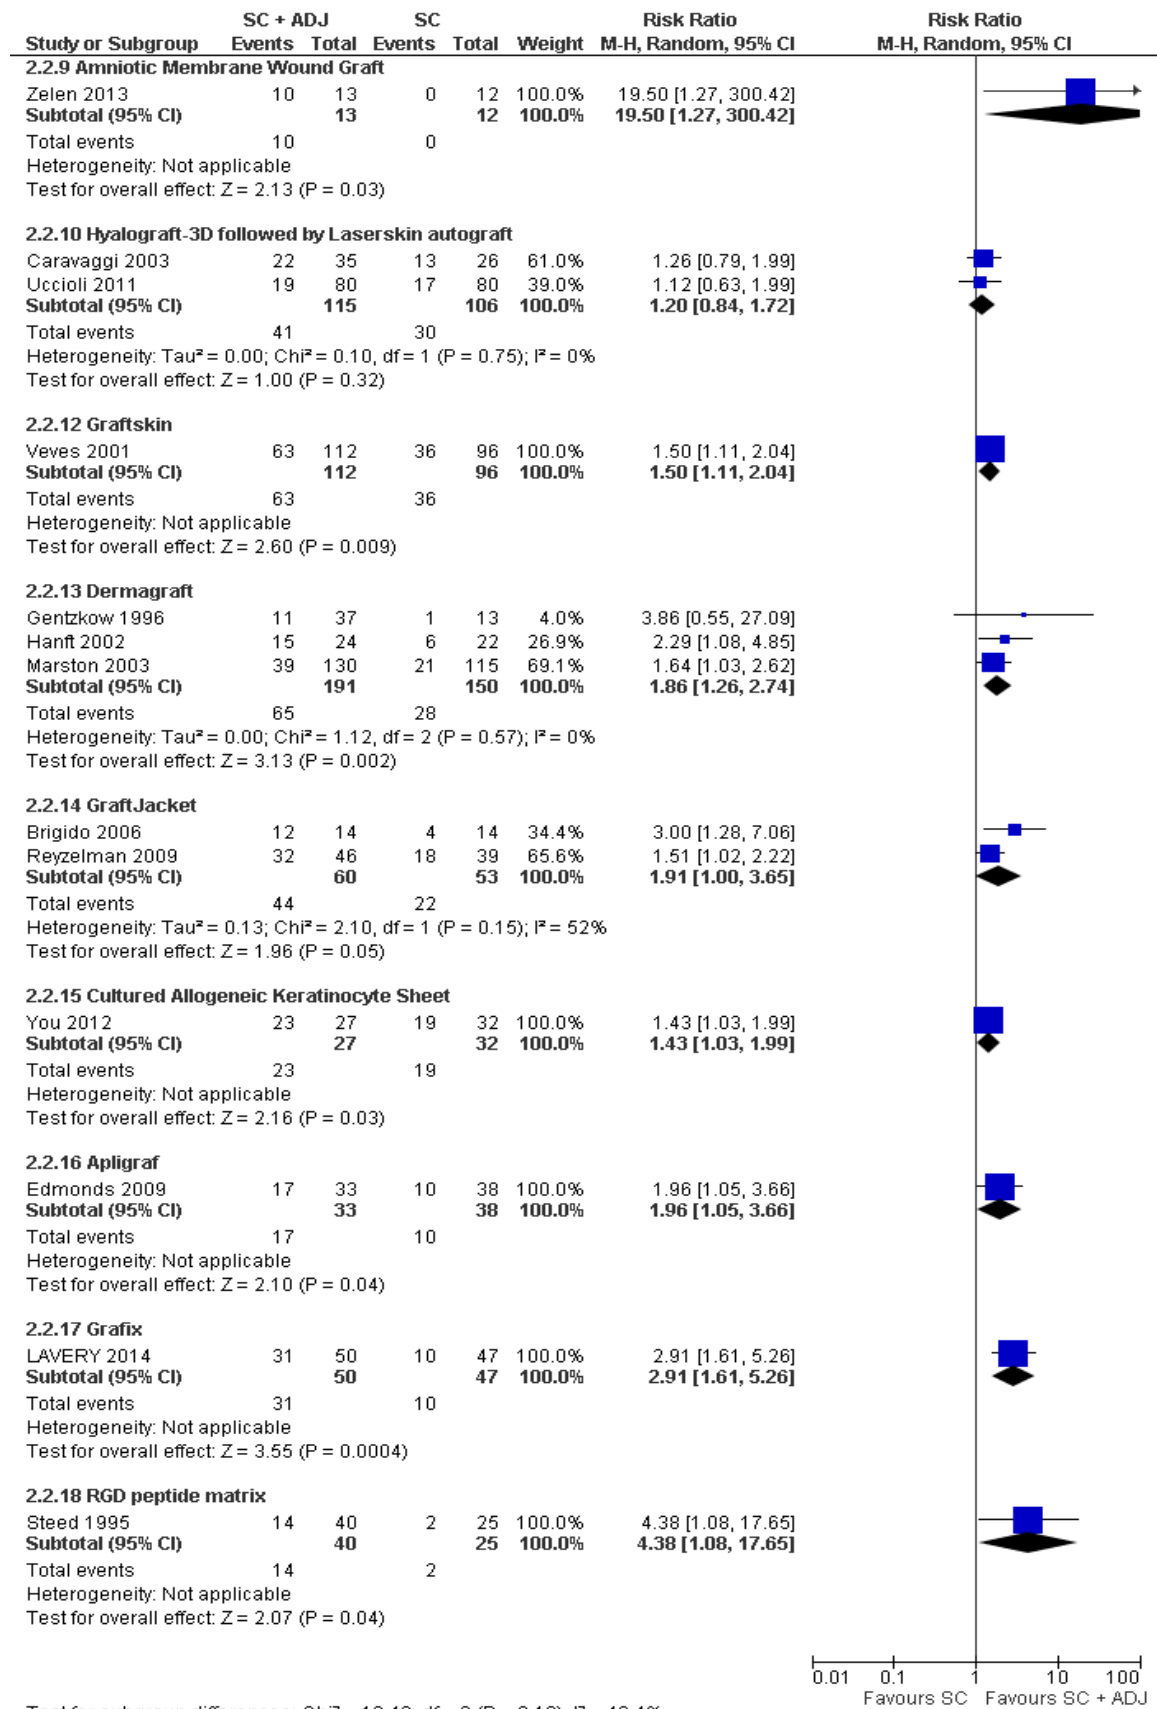 SC + ADJ SC Risk Ratio Risk Ratio
Study or Subgroup Events Total Events Total Weight M-H, Random, 95% CI M-H, Random, 95% CI
2.2.9 Amniotic Membrane Wound Graft
Zelen 2013 10 13 0 12 100.0% 19.50 [1.27, 300.42]
Subtotal (95% CI) 13 12 100.0% 19.50 [1.27, 300.42]
Total events 10 0
Heterogeneity: Not applicable
Test for overall effect: Z = 2.13 (P = 0.03)
2.2.10 Hyalograft-3D followed by Laserskin autograft
Caravaggi 2003 22 35 13 26 61.0% 1.26 [0.79, 1.99]
Uccioli 2011 19 80 17 80 39.0% 1.12 [0.63, 1.99]
Subtotal (95% CI) 115 106 100.0% 1.20 [0.84, 1.72]
Total events 41 30
Heterogeneity: Tau² = 0.00; Chi² = 0.10, df = 1 (P = 0.75); I² = 0%
Test for overall effect: Z = 1.00 (P = 0.32)
2.2.12 Graftskin
Veves 2001 63 112 36 96 100.0% 1.50 [1.11, 2.04]
Subtotal (95% CI) 112 96 100.0% 1.50 [1.11, 2.04]
Total events 63 36
Heterogeneity: Not applicable
Test for overall effect: Z = 2.60 (P = 0.009)
2.2.13 Dermagraft
Gentzkow 1996 11 37 1 13 4.0% 3.86 [0.55, 27.09]
Hanft 2002 15 24 6 22 26.9% 2.29 [1.08, 4.85]
Marston 2003 39 130 21 115 69.1% 1.64 [1.03, 2.62]
Subtotal (95% CI) 191 150 100.0% 1.86 [1.26, 2.74]
Total events 65 28
Heterogeneity: Tau² = 0.00; Chi² = 1.12, df = 2 (P = 0.57); I² = 0%
Test for overall effect: Z = 3.13 (P = 0.002)
2.2.14 GraftJacket
Brigido 2006 12 14 4 14 34.4% 3.00 [1.28, 7.06]
Reyzelman 2009 32 46 18 39 65.6% 1.51 [1.02, 2.22]
Subtotal (95% CI) 60 53 100.0% 1.91 [1.00, 3.65]
Total events 44 22
Heterogeneity: Tau² = 0.13; Chi² = 2.10, df = 1 (P = 0.15); I² = 52%
Test for overall effect: Z = 1.96 (P = 0.05)
2.2.15 Cultured Allogeneic Keratinocyte Sheet
You 2012 23 27 19 32 100.0% 1.43 [1.03, 1.99]
Subtotal (95% CI) 27 32 100.0% 1.43 [1.03, 1.99]
Total events 23 19
Heterogeneity: Not applicable
Test for overall effect: Z = 2.16 (P = 0.03)
2.2.16 Apligraf
Edmonds 2009 17 33 10 38 100.0% 1.96 [1.05, 3.66]
Subtotal (95% CI) 33 38 100.0% 1.96 [1.05, 3.66]
Total events 17 10
Heterogeneity: Not applicable
Test for overall effect: Z = 2.10 (P = 0.04)
2.2.17 Grafix
LAVERY 2014 31 50 10 47 100.0% 2.91 [1.61, 5.26]
Subtotal (95% CI) 50 47 100.0% 2.91 [1.61, 5.26]
Total events 31 10
Heterogeneity: Not applicable
Test for overall effect: Z = 3.55 (P = 0.0004)
2.2.18 RGD peptide matrix
Steed 1995 14 40 2 25 100.0% 4.38 [1.08, 17.65]
Subtotal (95% CI) 40 25 100.0% 4.38 [1.08, 17.65]
Total events 14 2
Heterogeneity: Not applicable
Test for overall effect: Z = 2.07 (P = 0.04)
0.01 0.1 1 10 100
Favours SC Favours SC + ADJ